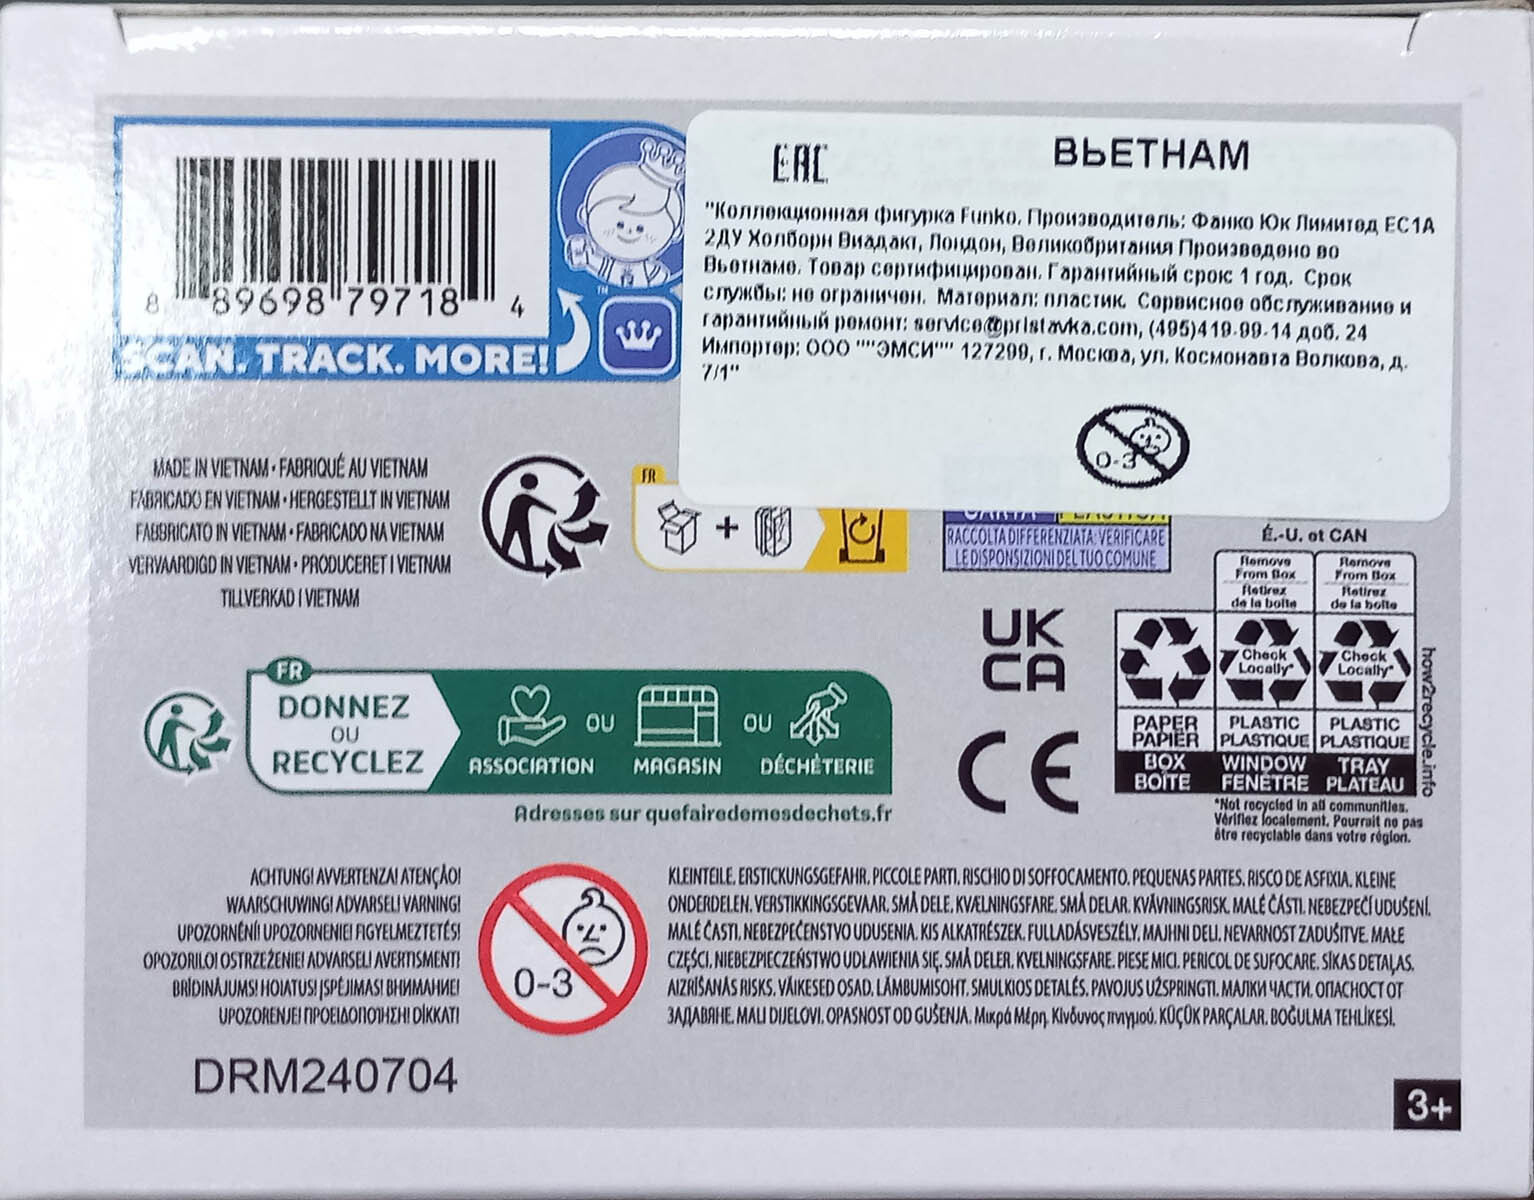 8 89698 79718 4
SCAN. TRACK. MORE!
EAC
ВЬЕТНАМ
"Коллекционная фигурка Funko. Производитель: Фанко Юк Лимитед EC1A
2ДУ Холборн Виадакт, Лондон, Великобритания Произведено во
Вьетнаме. Товар сертифицирован. Гарантийный срок: 1 год. Срок
службы: не ограничен. Материал: пластик. Сервисное обслуживание и
гарантийный ремонт: service@pristavka.com, (495)419-99-14 доб. 24
Импортер: ООО ""ЭМСИ"" 127299, г. Москва, ул. Космонавта Волкова, д.
7/1"
0-3
MADE IN VIETNAM • FABRIQUÉ AU VIETNAM
FABRICADO EN VIETNAM • HERGESTELLT IN VIETNAM
FABBRICATO IN VIETNAM • FABRICADO NA VIETNAM
VERVAARDIGD IN VIETNAM • PRODUCERET I VIETNAM
TILLVERKAD I VIETNAM
FR
+
RACCOLTA DIFFERENZIATA: VERIFICARE
LE DISPOSIZIONI DEL TUO COMUNE
É.-U. et CAN
Remove
From Box
Retirez
de la boîte
Remove
From Box
Retirez
de la boîte
Check
Locally*
Check
Locally*
PAPER
PAPIER
PLASTIC
PLASTIQUE
PLASTIC
PLASTIQUE
BOX
BOÎTE
WINDOW
FENÊTRE
TRAY
PLATEAU
how2recycle.info
*Not recycled in all communities.
Vérifiez localement. Pourrait ne pas
être recyclable dans votre région.
UK
CA
CE
FR
DONNEZ
OU
RECYCLEZ
ASSOCIATION
OU
MAGASIN
OU
DÉCHÈTERIE
Adresses sur quefairedemesdechets.fr
ACHTUNG! AVVERTENZA! ATENÇÃO!
WAARSCHUWING! ADVARSEL! VARNING!
UPOZORNĚNÍ! UPOZORNENIE! FIGYELMEZTETÉS!
OPOZORILO! OSTRZEŻENIE! ADVARSEL! AVERTISMENT!
BRĪDINĀJUMS! HOIATUS! ĮSPĖJIMAS! ВНИМАНИЕ!
UPOZORENJE! ΠΡΟΕΙΔΟΠΟΊΗΣΗ! DİKKAT!
0-3
KLEINTEILE. ERSTICKUNGSGEFAHR. PICCOLE PARTI. RISCHIO DI SOFFOCAMENTO. PEQUENAS PARTES. RISCO DE ASFIXIA. KLEINE
ONDERDELEN. VERSTIKKINGSGEVAAR. SMÅ DELE. KVÆLNINGSFARE. SMÅ DELAR. KVÄVNINGSRISK. MALÉ ČÁSTI. NEBEZPEČÍ UDUŠENÍ.
MALÉ ČASTI. NEBEZPEČENSTVO UDUSENIA. KIS ALKATRÉSZEK. FULLADÁSVESZÉLY. MAJHNI DELI. NEVARNOST ZADUŠITVE. MAŁE
CZĘŚCI. NIEBEZPIECZEŃSTWO UDŁAWIENIA SIĘ. SMÅ DELER. KVELNINGSFARE. PIESE MICI. PERICOL DE SUFOCARE. SĪKAS DETAĻAS.
AIZRĪŠANĀS RISKS. VÄIKESED OSAD. LÄMBUMISOHT. SMULKIOS DETALĖS. PAVOJUS UŽSPRINGTI. МАЛКИ ЧАСТИ. ОПАСНОСТ ОТ
ЗАДАВЯНЕ. MALI DIJELOVI. OPASNOST OD GUŠENJA. Μικρά Μέρη. Κίνδυνος πνιγμού. KÜÇÜK PARÇALAR. BOĞULMA TEHLİKESİ.
DRM240704
3+